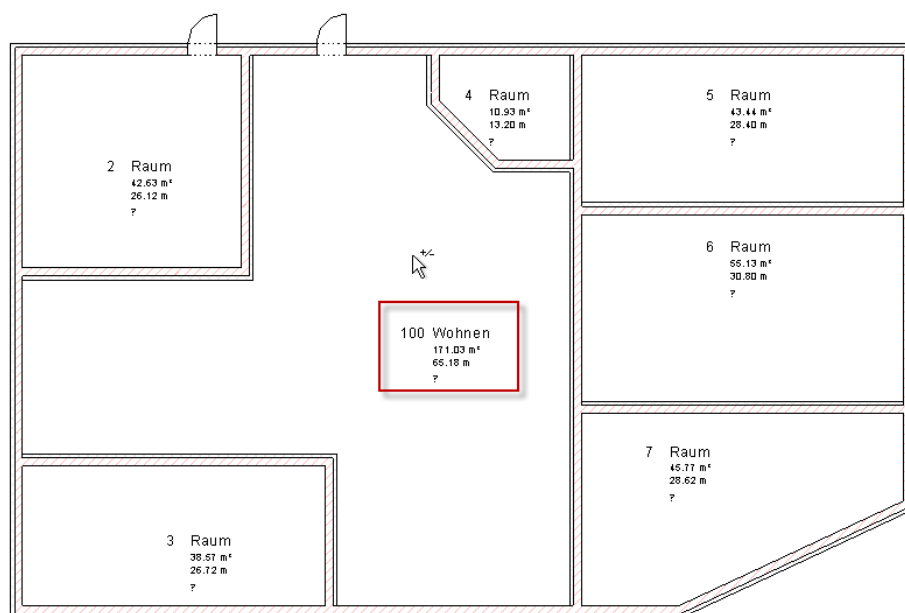 4 Raum
10.93 m²
13.20 m
?
5 Raum
43.44 m²
28.40 m
?
2 Raum
42.63 m²
26.12 m
?
6 Raum
55.13 m²
30.80 m
?
+/-
100 Wohnen
171.03 m²
65.18 m
?
7 Raum
45.77 m²
28.62 m
?
3 Raum
38.57 m²
26.72 m
?